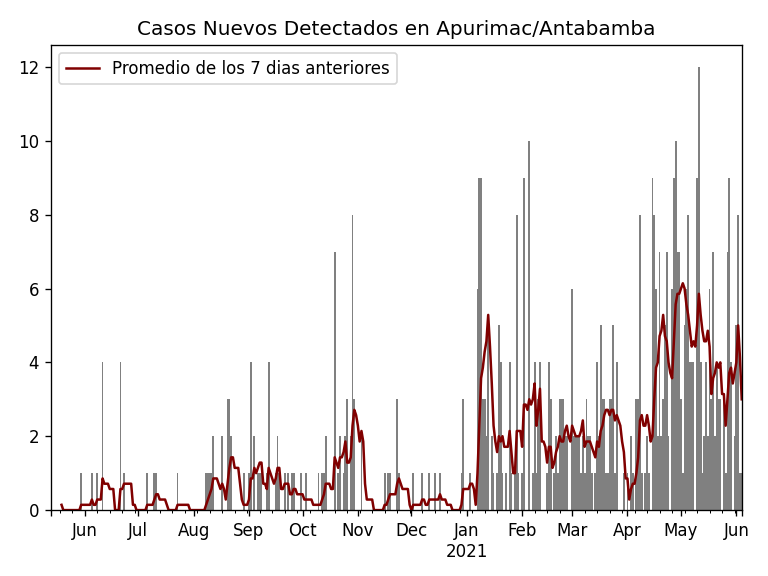 Casos Nuevos Detectados en Apurimac/Antabamba
Promedio de los 7 dias anteriores
12
10
8
6
4
2
0
Jun Jul Aug Sep Oct Nov Dec Jan Feb Mar Apr May Jun
2021